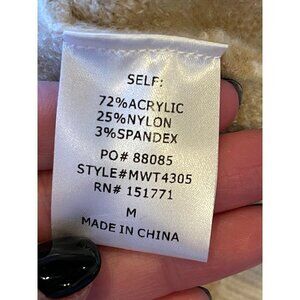 SELF:
72%ACRYLIC
25%NYLON
3%SPANDEX
PO# 88085
STYLE#MWT4305
RN# 151771
M
MADE IN CHINA